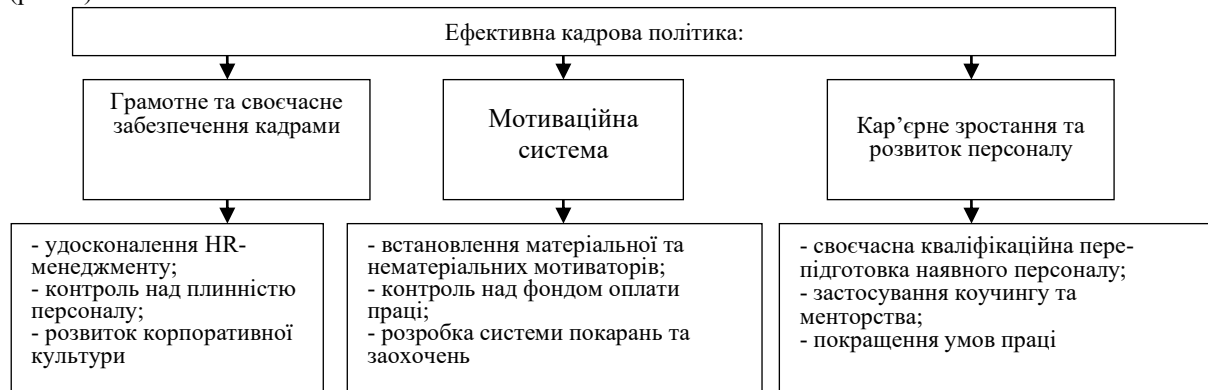 Ефективна кадрова політика:
Грамотне та своєчасне
забезпечення кадрами
Мотиваційна
система
Кар’єрне зростання та
розвиток персоналу
- удосконалення HR-
менеджменту;
- контроль над плинністю
персоналу;
- розвиток корпоративної
культури
- встановлення матеріальної та
нематеріальних мотиваторів;
- контроль над фондом оплати
праці;
- розробка системи покарань та
заохочень
- своєчасна кваліфікаційна пере-
підготовка наявного персоналу;
- застосування коучингу та
менторства;
- покращення умов праці